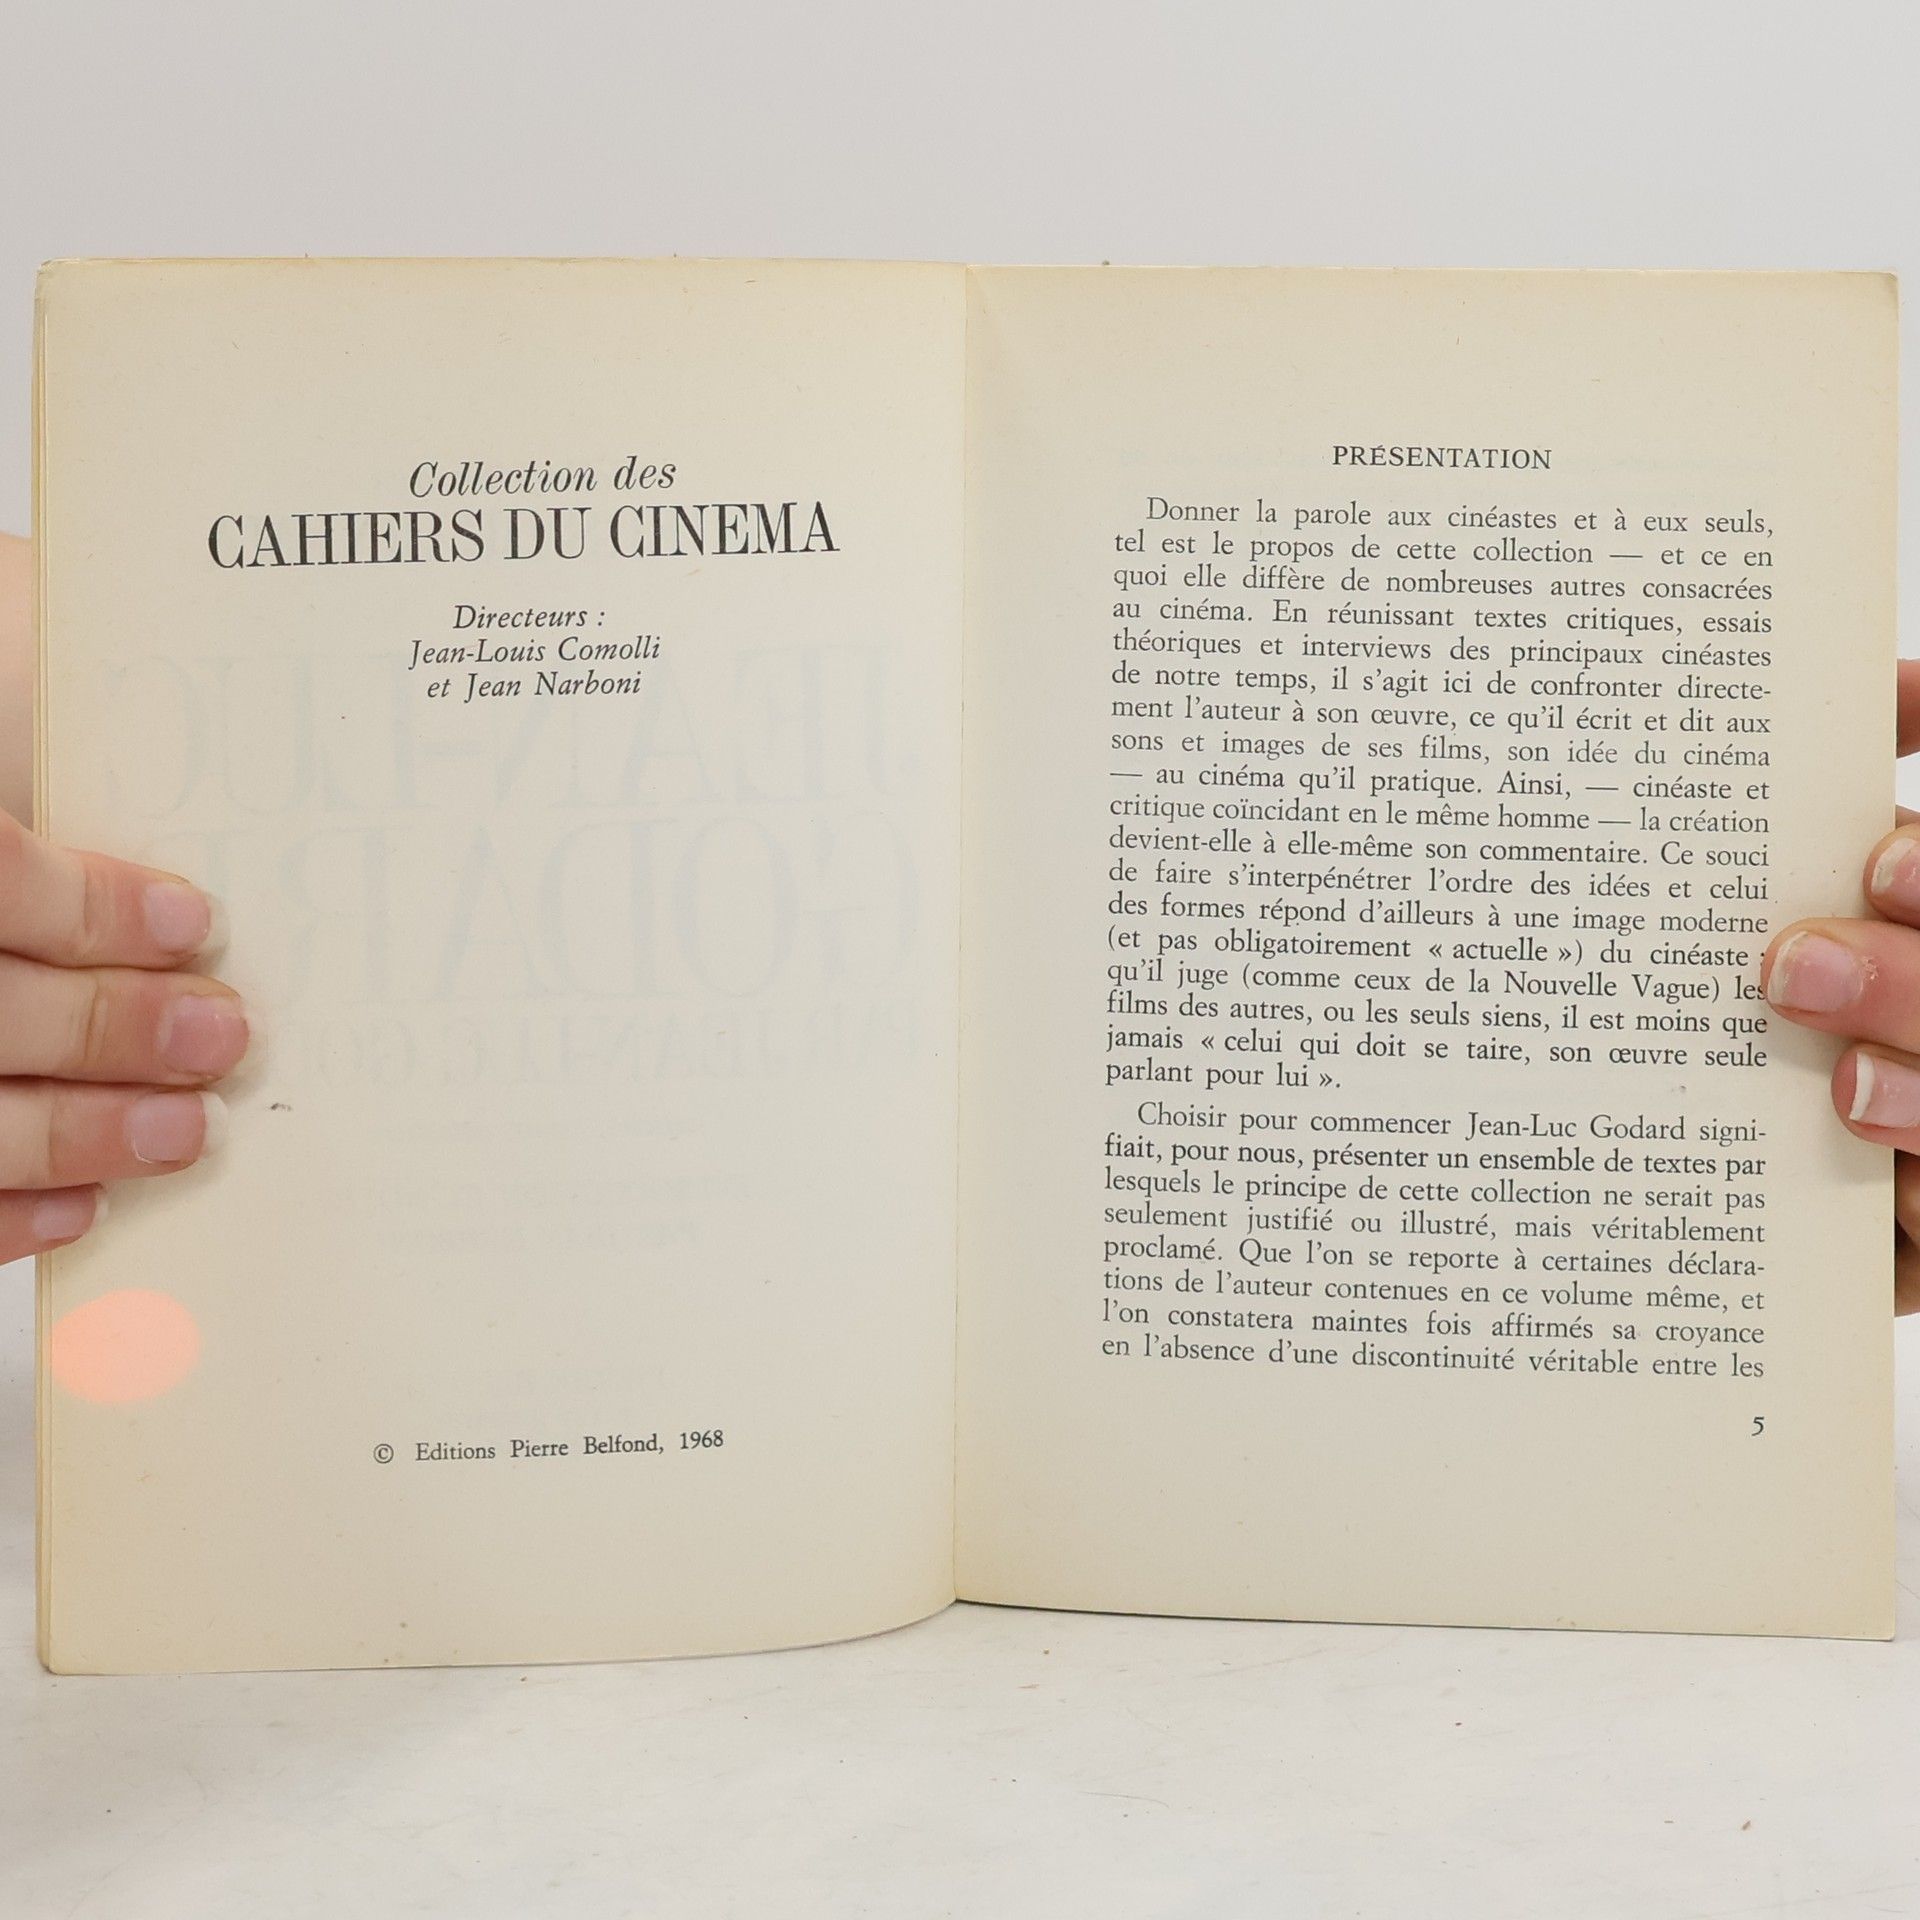 Collection des
CAHIERS DU CINEMA
Directeurs :
Jean-Louis Comolli
et Jean Narboni
© Editions Pierre Belfond, 1968
PRÉSENTATION
Donner la parole aux cinéastes et à eux seuls,
tel est le propos de cette collection — et ce en
quoi elle diffère de nombreuses autres consacrées
au cinéma. En réunissant textes critiques, essais
théoriques et interviews des principaux cinéastes
de notre temps, il s'agit ici de confronter directe-
ment l'auteur à son œuvre, ce qu'il écrit et dit aux
sons et images de ses films, son idée du cinéma
— au cinéma qu'il pratique. Ainsi, — cinéaste et
critique coïncidant en le même homme — la création
devient-elle à elle-même son commentaire. Ce souci
de faire s'interpénétrer l'ordre des idées et celui
des formes répond d'ailleurs à une image moderne
(et pas obligatoirement « actuelle ») du cinéaste :
qu'il juge (comme ceux de la Nouvelle Vague) les
films des autres, ou les seuls siens, il est moins que
jamais « celui qui doit se taire, son œuvre seule
parlant pour lui ».
Choisir pour commencer Jean-Luc Godard signi-
fiait, pour nous, présenter un ensemble de textes par
lesquels le principe de cette collection ne serait pas
seulement justifié ou illustré, mais véritablement
proclamé. Que l'on se reporte à certaines déclara-
tions de l'auteur contenues en ce volume même, et
l'on constatera maintes fois affirmés sa croyance
en l'absence d'une discontinuité véritable entre les
5